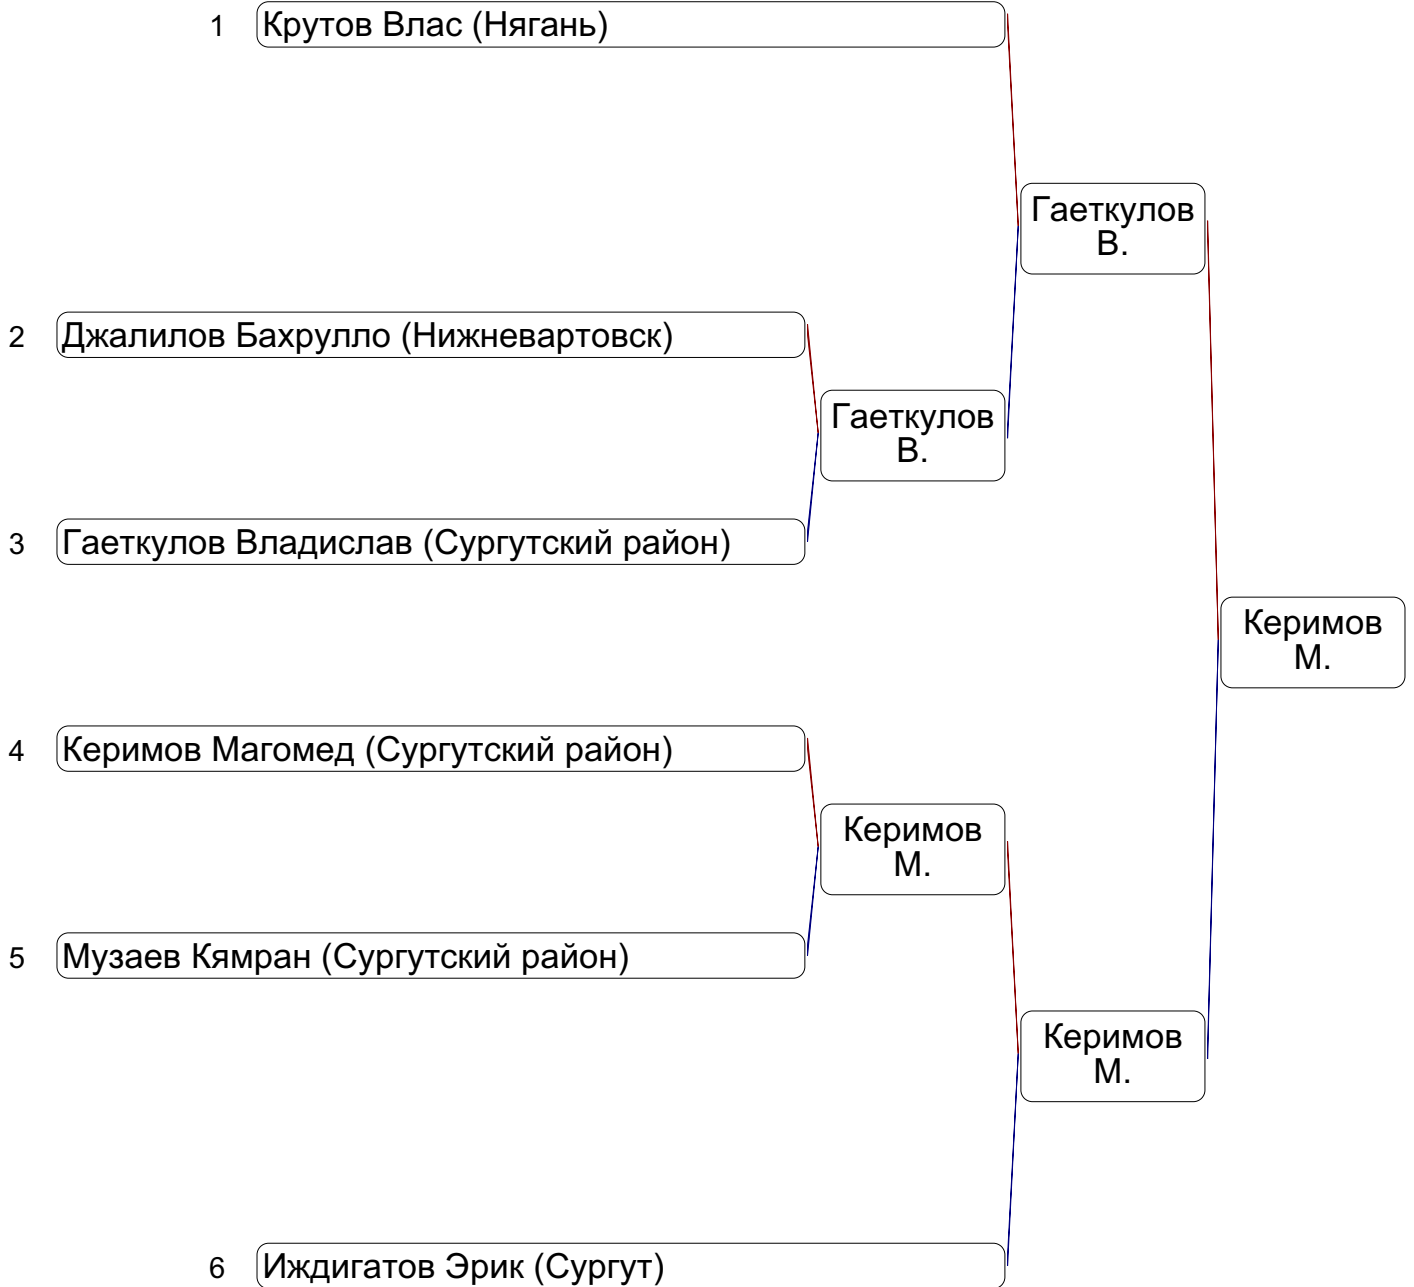 1 Крутов Влас (Нягань)
Гаеткулов
В.
2 Джалилов Бахрулло (Нижневартовск)
Гаеткулов
В.
3 Гаеткулов Владислав (Сургутский район)
Керимов
М.
4 Керимов Магомед (Сургутский район)
Керимов
М.
5 Музаев Кямран (Сургутский район)
Керимов
М.
6 Иждигатов Эрик (Сургут)